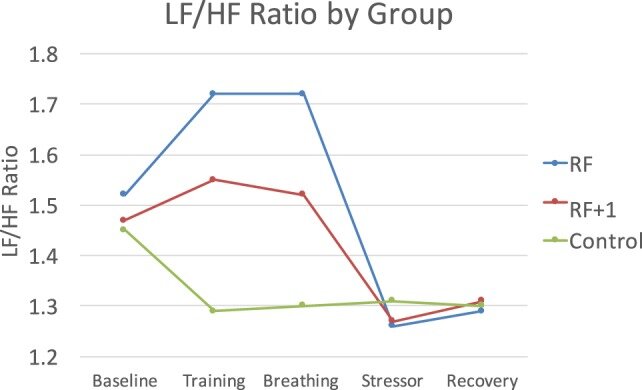 LF/HF Ratio by Group
1.8
1.7
1.6
1.5
1.4
1.3
1.2
LF/HF Ratio
Baseline Training Breathing Stressor Recovery
RF
RF+1
Control